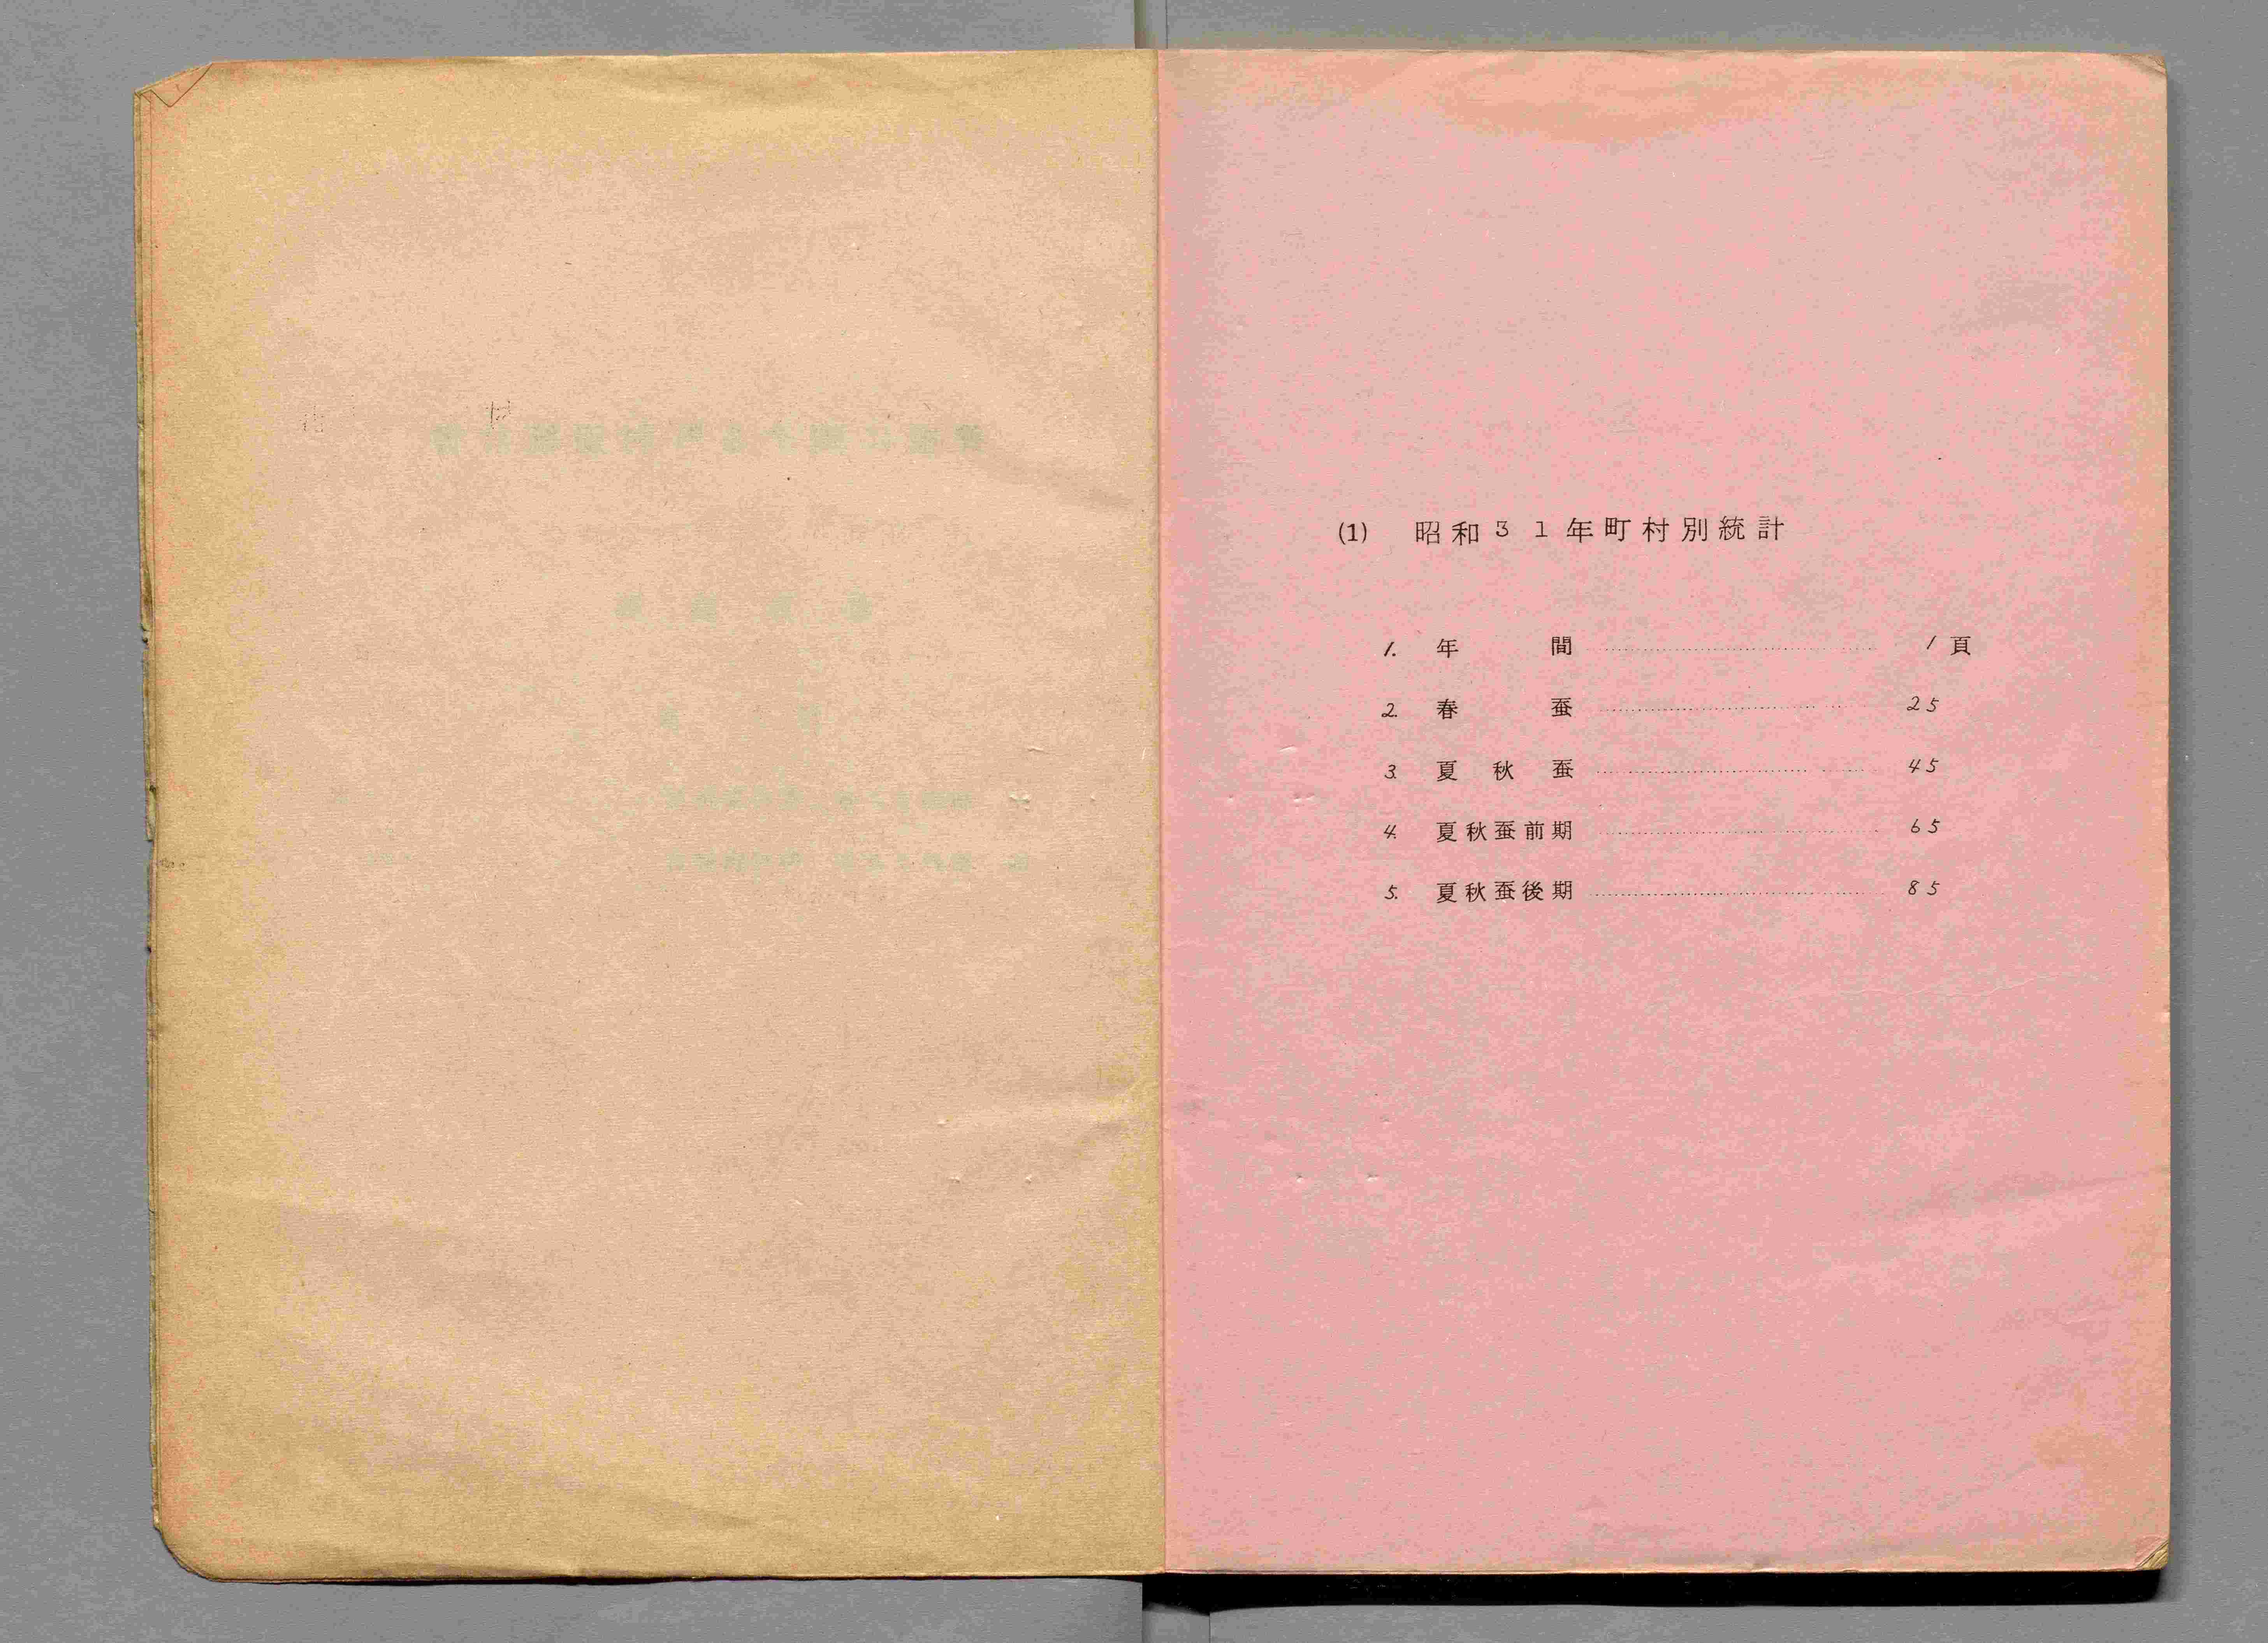 (1) 昭和31年町村別統計
1. 年間 1頁
2. 春蚕 25
3. 夏秋蚕 45
4. 夏秋蚕前期 65
5. 夏秋蚕後期 85